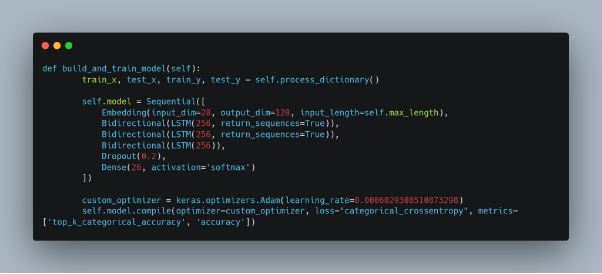 def build_and_train_model(self):
train_x, test_x, train_y, test_y = self.process_dictionary()
self.model = Sequential([
Embedding(input_dim=28, output_dim=128, input_length=self.max_length),
Bidirectional(LSTM(256, return_sequences=True)),
Bidirectional(LSTM(256, return_sequences=True)),
Bidirectional(LSTM(256)),
Dropout(0.2),
Dense(26, activation='softmax')
])
custom_optimizer = keras.optimizers.Adam(learning_rate=0.0006029308510873298)
self.model.compile(optimizer=custom_optimizer, loss="categorical_crossentropy", metrics=
['top_k_categorical_accuracy', 'accuracy'])